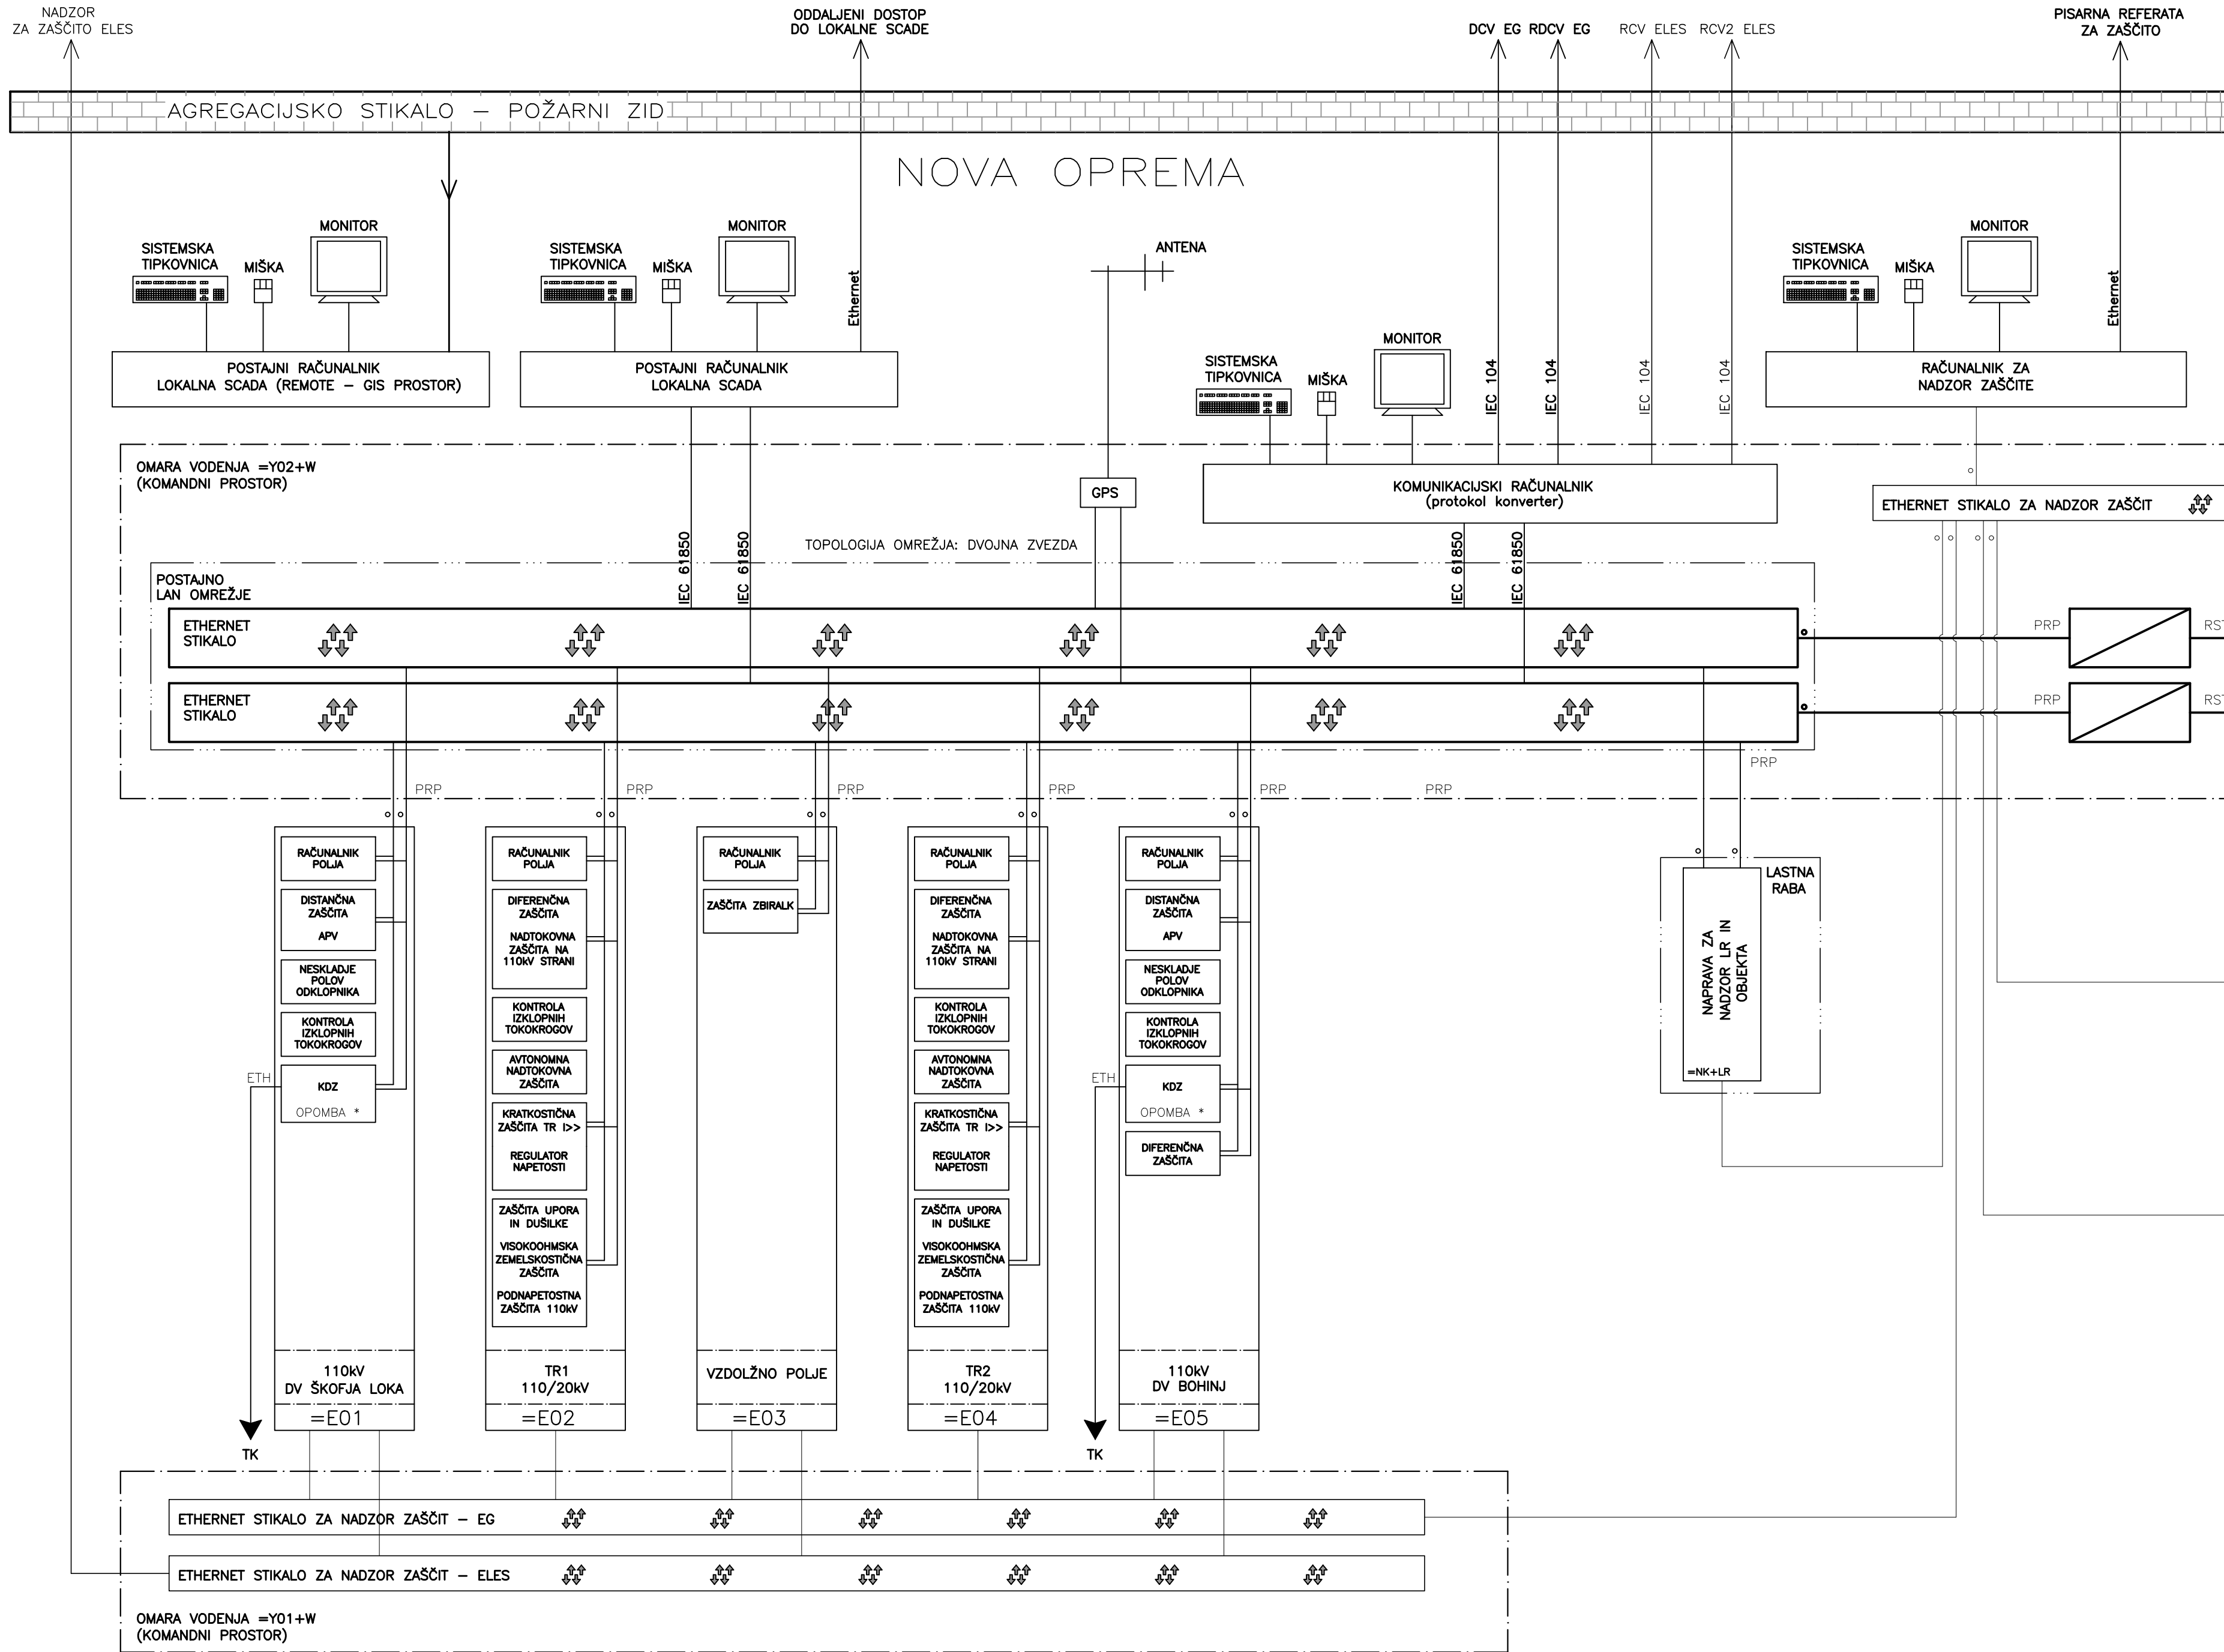 NADZOR
ZA ZAŠČITO ELES
ODDALJENI DOSTOP
DO LOKALNE SCADE
DCV EG RDCV EG
RCV ELES
RCV2 ELES
PISARNA REFERATA
ZA ZAŠČITO
AGREGACIJSKO STIKALO – POŽARNI ZID
NOVA OPREMA
SISTEMSKA
TIPKOVNICA
MIŠKA
MONITOR
POSTAJNI RAČUNALNIK
LOKALNA SCADA (REMOTE – GIS PROSTOR)
SISTEMSKA
TIPKOVNICA
MIŠKA
MONITOR
Ethernet
POSTAJNI RAČUNALNIK
LOKALNA SCADA
ANTENA
SISTEMSKA
TIPKOVNICA
MIŠKA
MONITOR
IEC 104
IEC 104
IEC 104
IEC 104
SISTEMSKA
TIPKOVNICA
MIŠKA
MONITOR
Ethernet
RAČUNALNIK ZA
NADZOR ZAŠČITE
OMARA VODENJA =Y02+W
(KOMANDNI PROSTOR)
GPS
KOMUNIKACIJSKI RAČUNALNIK
(protokol konverter)
ETHERNET STIKALO ZA NADZOR ZAŠČIT
IEC 61850
IEC 61850
TOPOLOGIJA OMREŽJA: DVOJNA ZVEZDA
IEC 61850
IEC 61850
POSTAJNO
LAN OMREŽJE
ETHERNET
STIKALO
PRP
RST
ETHERNET
STIKALO
PRP
RST
PRP
PRP
PRP
PRP
PRP
PRP
PRP
RAČUNALNIK
POLJA
DISTANČNA
ZAŠČITA
APV
NESKLADJE
POLOV
ODKLOPNIKA
KONTROLA
IZKLOPNIH
TOKOKROGOV
ETH
KDZ
OPOMBA *
110kV
DV ŠKOFJA LOKA
=E01
TK
RAČUNALNIK
POLJA
DIFERENČNA
ZAŠČITA
NADTOKOVNA
ZAŠČITA NA
110kV STRANI
KONTROLA
IZKLOPNIH
TOKOKROGOV
AVTONOMNA
NADTOKOVNA
ZAŠČITA
KRATKOSTIČNA
ZAŠČITA TR I>>
REGULATOR
NAPETOSTI
ZAŠČITA UPORA
IN DUŠILKE
VISOKOOHMSKA
ZEMELSKOSTIČNA
ZAŠČITA
PODNAPETOSTNA
ZAŠČITA 110kV
TR1
110/20kV
=E02
RAČUNALNIK
POLJA
ZAŠČITA ZBIRALK
VZDOLŽNO POLJE
=E03
RAČUNALNIK
POLJA
DIFERENČNA
ZAŠČITA
NADTOKOVNA
ZAŠČITA NA
110kV STRANI
KONTROLA
IZKLOPNIH
TOKOKROGOV
AVTONOMNA
NADTOKOVNA
ZAŠČITA
KRATKOSTIČNA
ZAŠČITA TR I>>
REGULATOR
NAPETOSTI
ZAŠČITA UPORA
IN DUŠILKE
VISOKOOHMSKA
ZEMELSKOSTIČNA
ZAŠČITA
PODNAPETOSTNA
ZAŠČITA 110kV
TR2
110/20kV
=E04
RAČUNALNIK
POLJA
DISTANČNA
ZAŠČITA
APV
NESKLADJE
POLOV
ODKLOPNIKA
KONTROLA
IZKLOPNIH
TOKOKROGOV
ETH
KDZ
OPOMBA *
DIFERENČNA
ZAŠČITA
110kV
DV BOHINJ
=E05
TK
LASTNA
RABA
NAPRAVA ZA
NADZOR LR IN
OBJEKTA
=NK+LR
ETHERNET STIKALO ZA NADZOR ZAŠČIT – EG
ETHERNET STIKALO ZA NADZOR ZAŠČIT – ELES
OMARA VODENJA =Y01+W
(KOMANDNI PROSTOR)